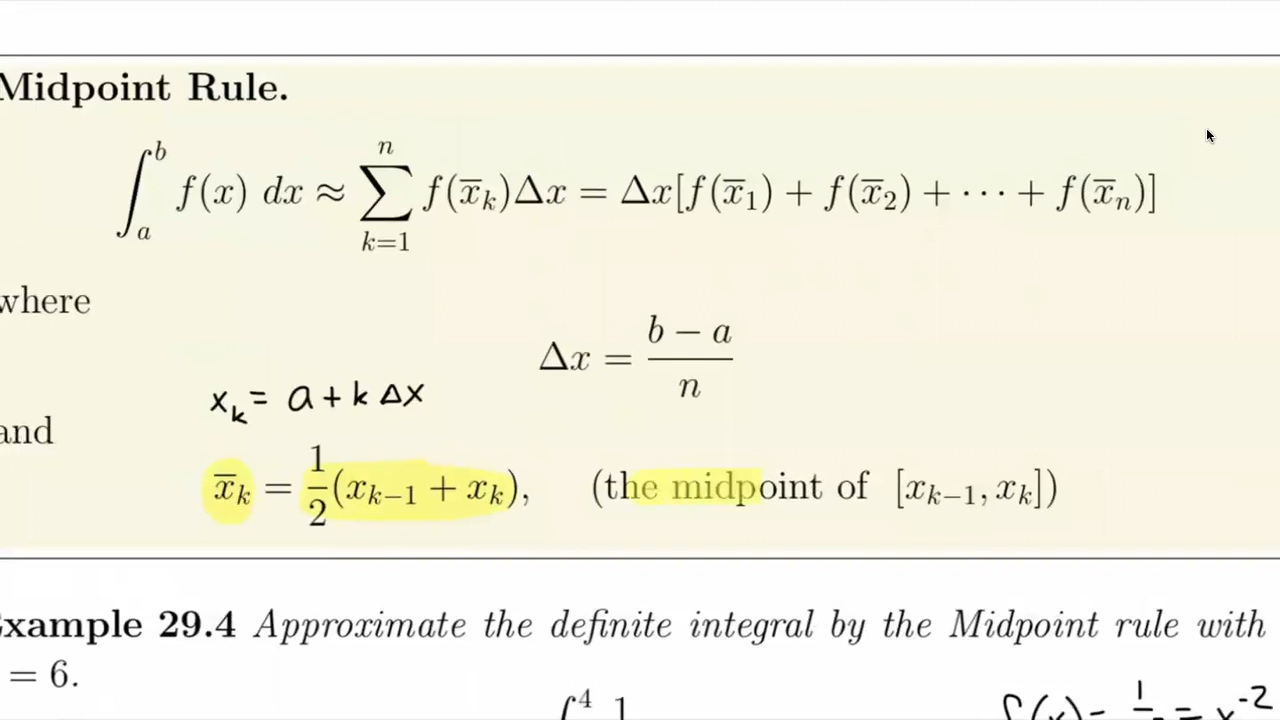 Midpoint Rule.
∫_a^b f(x) dx ≈ ∑_{k=1}^n f(x̅_k)Δx = Δx[f(x̅_1) + f(x̅_2) + ⋯ + f(x̅_n)]
where
Δx = (b − a)/n
x_k = a + k Δx
and
x̅_k = 1/2(x_{k−1} + x_k), (the midpoint of [x_{k−1}, x_k])
xample 29.4 Approximate the definite integral by the Midpoint rule with
= 6.